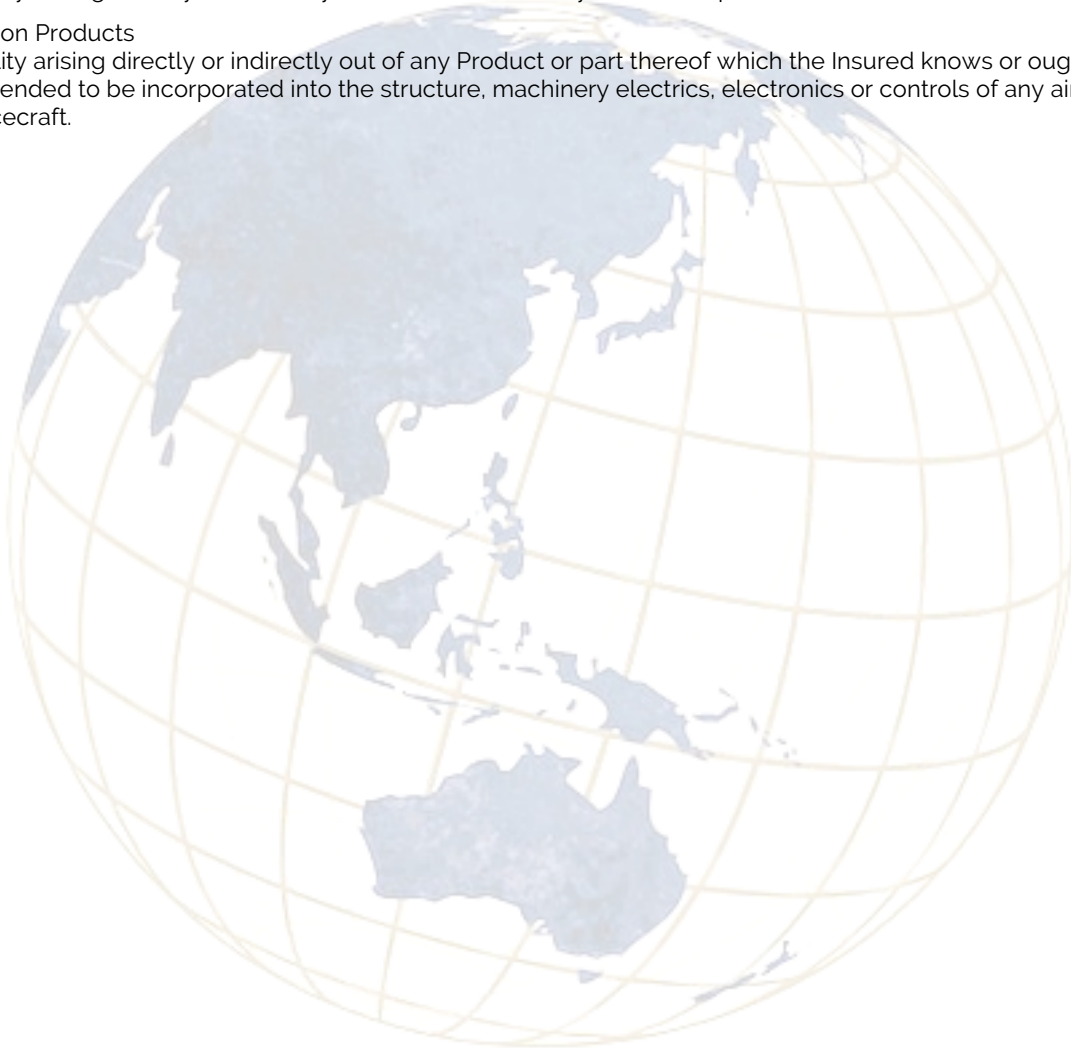 on Products
ity arising directly or indirectly out of any Product or part thereof which the Insured knows or oug
ended to be incorporated into the structure, machinery electrics, electronics or controls of any ai
ecraft.